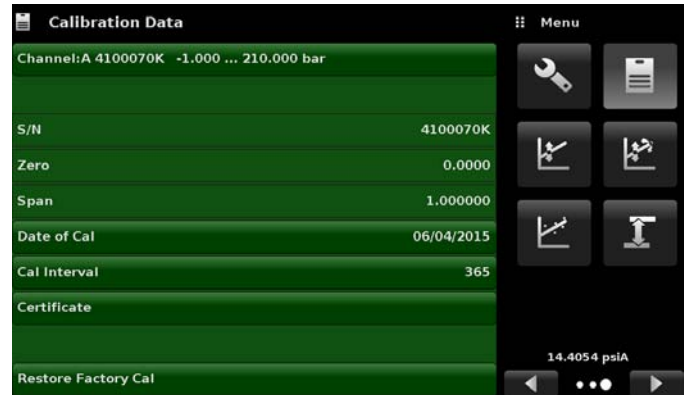 Calibration Data
Menu
Channel:A 4100070K -1.000 ... 210.000 bar
S/N 4100070K
Zero 0.0000
Span 1.000000
Date of Cal 06/04/2015
Cal Interval 365
Certificate
14.4054 psiA
Restore Factory Cal